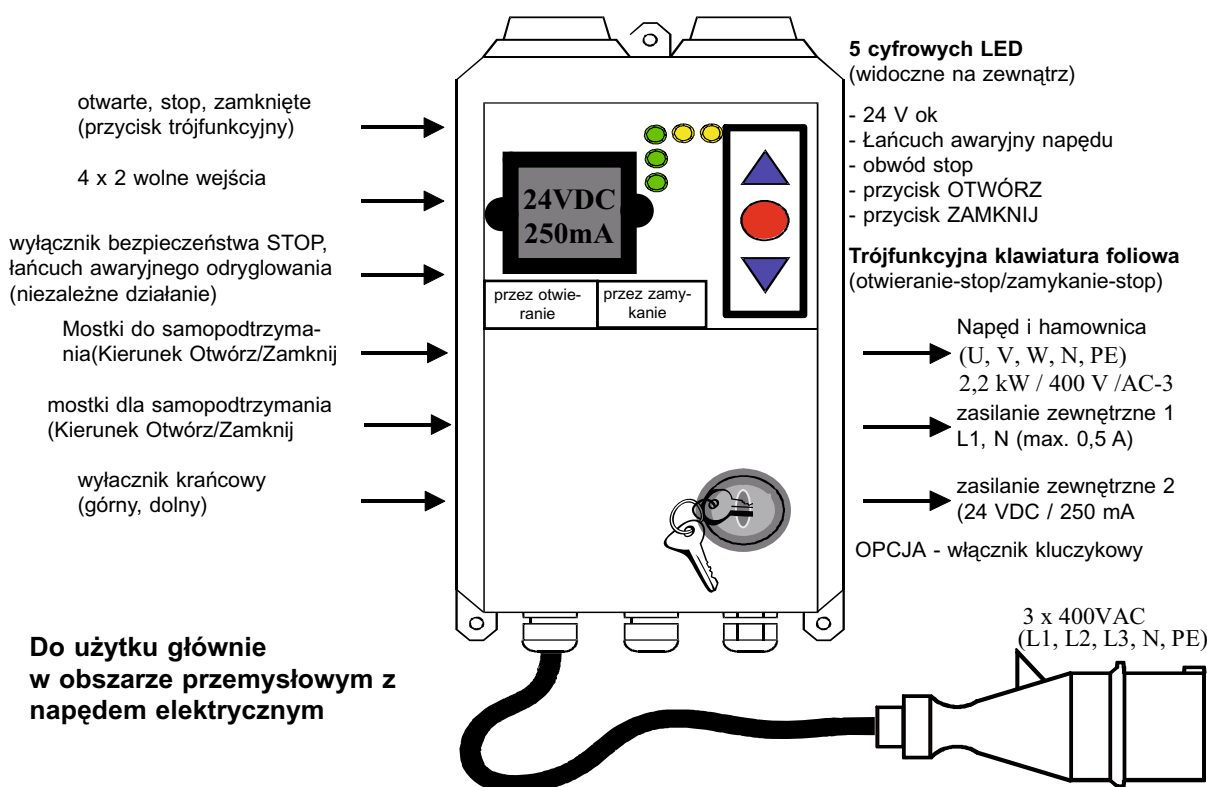 otwarte, stop, zamknięte
(przycisk trójfunkcyjny)
4 x 2 wolne wejścia
wyłącznik bezpieczeństwa STOP,
łańcuch awaryjnego odryglowania
(niezależne działanie)
Mostki do samopodtrzyma-
nia(Kierunek Otwórz/Zamknij
mostki dla samopodtrzymania
(Kierunek Otwórz/Zamknij
wyłacznik krańcowy
(górny, dolny)
Do użytku głównie
w obszarze przemysłowym z
napędem elektrycznym
24VDC
250mA
przez otwie-
ranie
przez zamy-
kanie
5 cyfrowych LED
(widoczne na zewnątrz)
- 24 V ok
- Łańcuch awaryjny napędu
- obwód stop
- przycisk OTWÓRZ
- przycisk ZAMKNIJ
Trójfunkcyjna klawiatura foliowa
(otwieranie-stop/zamykanie-stop)
Napęd i hamownica
(U, V, W, N, PE)
2,2 kW / 400 V /AC-3
zasilanie zewnętrzne 1
L1, N (max. 0,5 A)
zasilanie zewnętrzne 2
(24 VDC / 250 mA
OPCJA - włącznik kluczykowy
3 x 400VAC
(L1, L2, L3, N, PE)